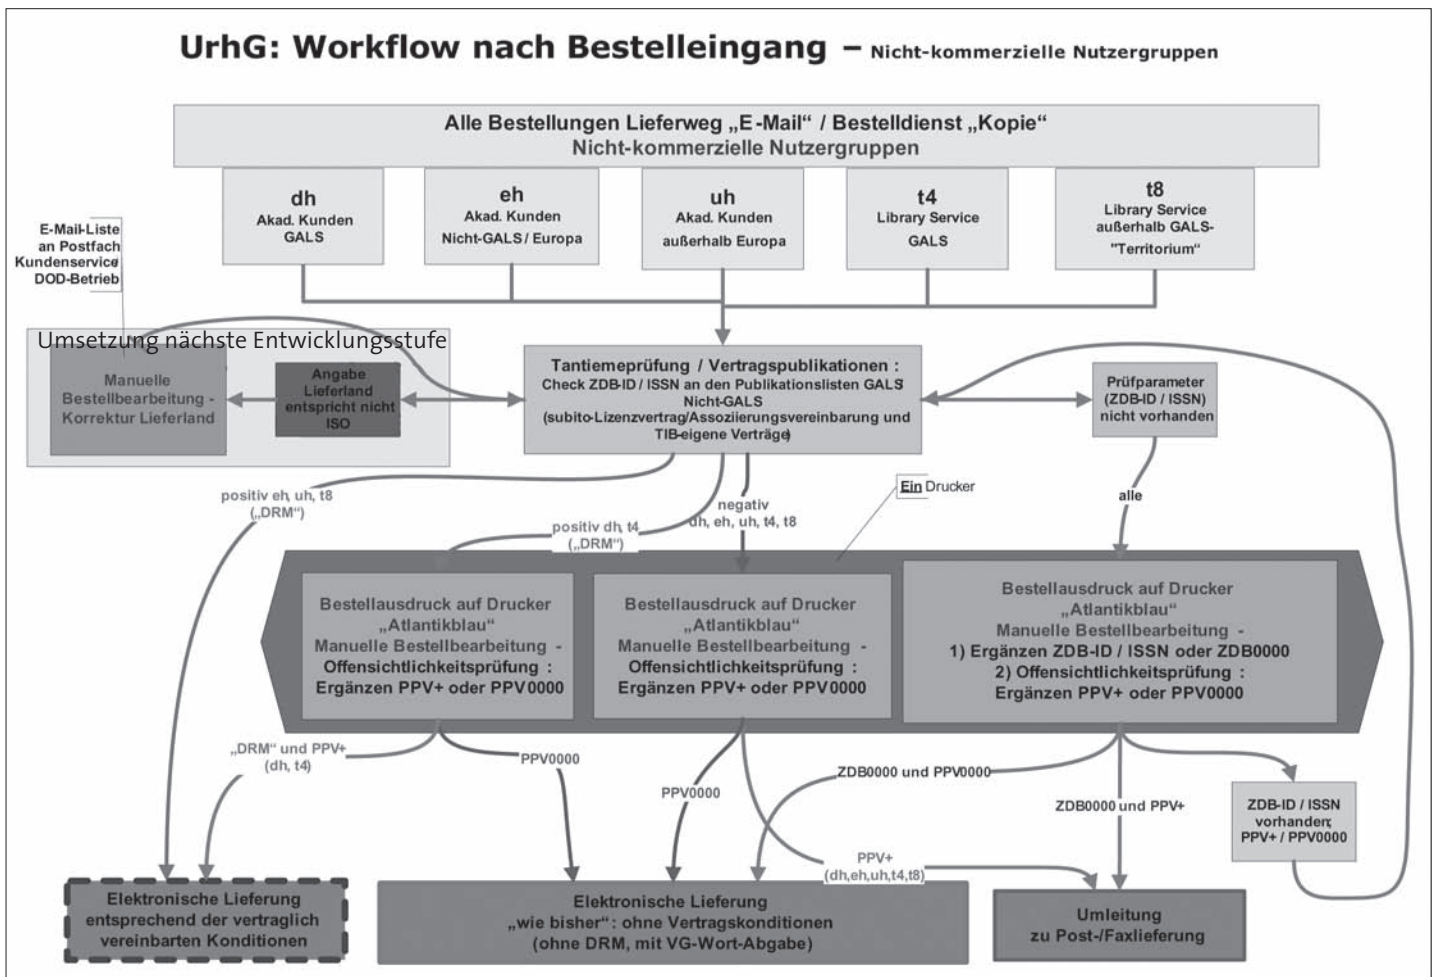 UrhG: Workflow nach Bestelleingang – Nicht-kommerzielle Nutzergruppen
Alle Bestellungen Lieferweg „E-Mail“ / Bestelldienst „Kopie“
Nicht-kommerzielle Nutzergruppen
dh
Akad. Kunden
GALS
eh
Akad. Kunden
Nicht-GALS / Europa
uh
Akad. Kunden
außerhalb Europa
t4
Library Service
GALS
t8
Library Service
außerhalb GALS-
"Territorium“
E-Mail-Liste
an Postfach
Kundenservice/
DOD-Betrieb
Umsetzung nächste Entwicklungsstufe
Manuelle
Bestellbearbeitung -
Korrektur Lieferland
Angabe
Lieferland
entspricht nicht
ISO
Tantiemeprüfung / Vertragspublikationen :
Check ZDB-ID / ISSN an den Publikationslisten GALS/
Nicht-GALS
(subito-Lizenzvertrag/Assoziierungsvereinbarung und
TIB-eigene Verträge)
Prüfparameter
(ZDB-ID / ISSN)
nicht vorhanden
positiv eh, uh, t8
(„DRM“)
positiv dh, t4
(„DRM“)
negativ
dh, eh, uh, t4, t8
Ein Drucker
alle
Bestellausdruck auf Drucker
„Atlantikblau“
Manuelle Bestellbearbeitung -
Offensichtlichkeitsprüfung :
Ergänzen PPV+ oder PPV0000
Bestellausdruck auf Drucker
„Atlantikblau“
Manuelle Bestellbearbeitung -
Offensichtlichkeitsprüfung :
Ergänzen PPV+ oder PPV0000
Bestellausdruck auf Drucker
„Atlantikblau“
Manuelle Bestellbearbeitung -
1) Ergänzen ZDB-ID / ISSN oder ZDB0000
2) Offensichtlichkeitsprüfung :
Ergänzen PPV+ oder PPV0000
„DRM“ und PPV+
(dh, t4)
PPV0000
PPV0000
ZDB0000 und PPV0000
ZDB0000 und PPV+
ZDB-ID / ISSN
vorhanden;
PPV+ / PPV0000
PPV+
(dh,eh,uh,t4,t8)
Elektronische Lieferung
entsprechend der vertraglich
vereinbarten Konditionen
Elektronische Lieferung
„wie bisher“: ohne Vertragskonditionen
(ohne DRM, mit VG-Wort-Abgabe)
Umleitung
zu Post-/Faxlieferung